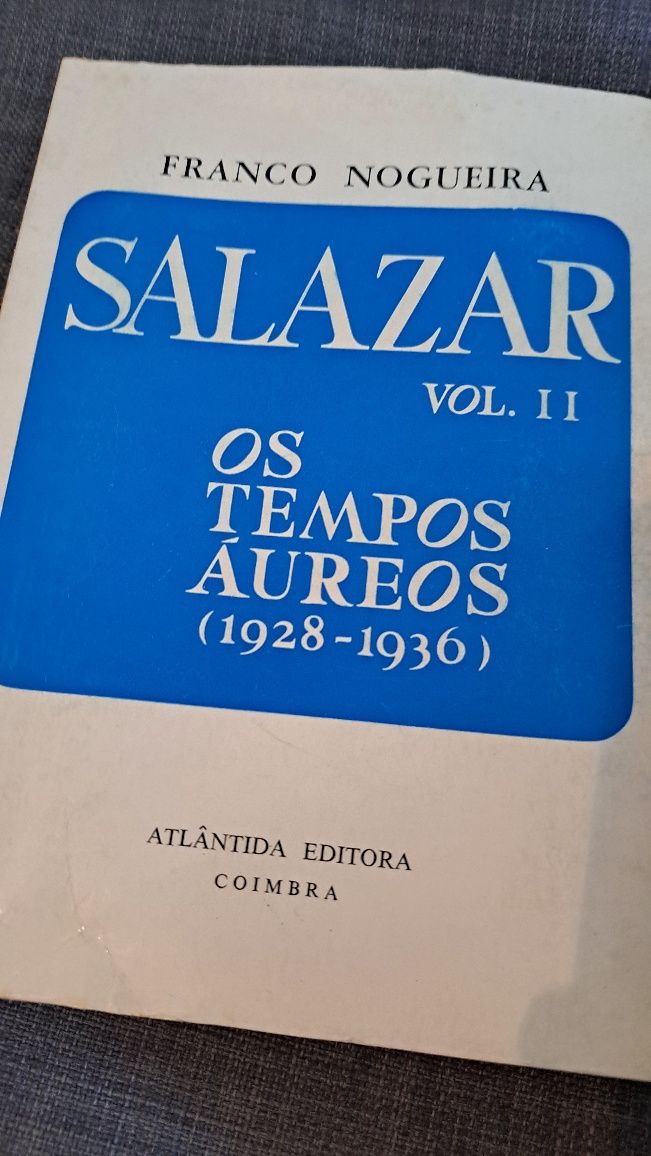 FRANCO NOGUEIRA
SALAZAR
VOL. II
OS
TEMPOS
ÁUREOS
(1928-1936)
ATLÂNTIDA EDITORA
COIMBRA